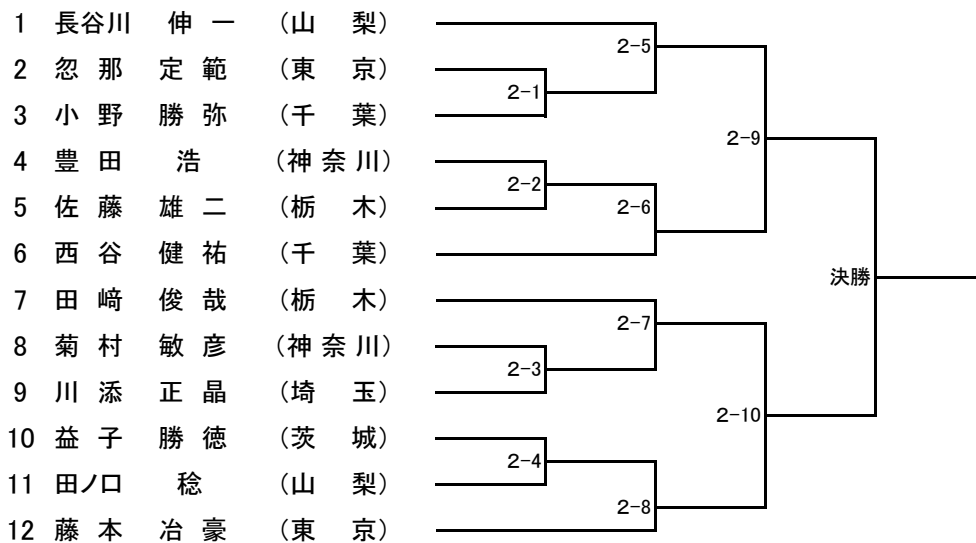 1 長谷川 伸一 (山 梨)
2-5
2 忽那 定範 (東 京)
2-1
3 小野 勝弥 (千 葉)
2-9
4 豊田 浩 (神奈川)
2-2
5 佐藤 雄二 (栃 木)
2-6
6 西谷 健祐 (千 葉)
決勝
7 田﨑 俊哉 (栃 木)
2-7
8 菊村 敏彦 (神奈川)
2-3
9 川添 正晶 (埼 玉)
2-10
10 益子 勝徳 (茨 城)
2-4
11 田ノ口 稔 (山 梨)
2-8
12 藤本 冶豪 (東 京)